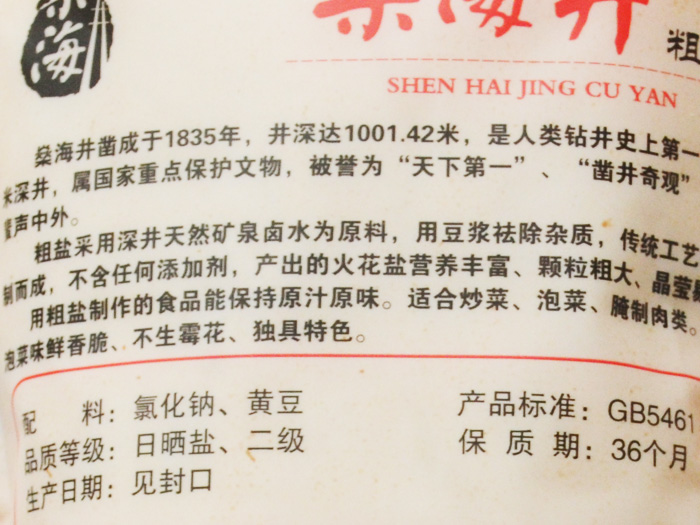 海
海井
粗
SHEN HAI JING CU YAN
燊海井凿成于1835年，井深达1001.42米，是人类钻井史上第一
米深井，属国家重点保护文物，被誉为“天下第一”、“凿井奇观”
声中外。
粗盐采用深井天然矿泉卤水为原料，用豆浆祛除杂质，传统工艺
制而成，不含任何添加剂，产出的火花盐营养丰富、颗粒粗大、晶莹
用粗盐制作的食品能保持原汁原味。适合炒菜、泡菜、腌制肉类。
泡菜味鲜香脆、不生霉花、独具特色。
配料：氯化钠、黄豆
产品标准：GB5461
品质等级：日晒盐、二级
保质期：36个月
生产日期：见封口